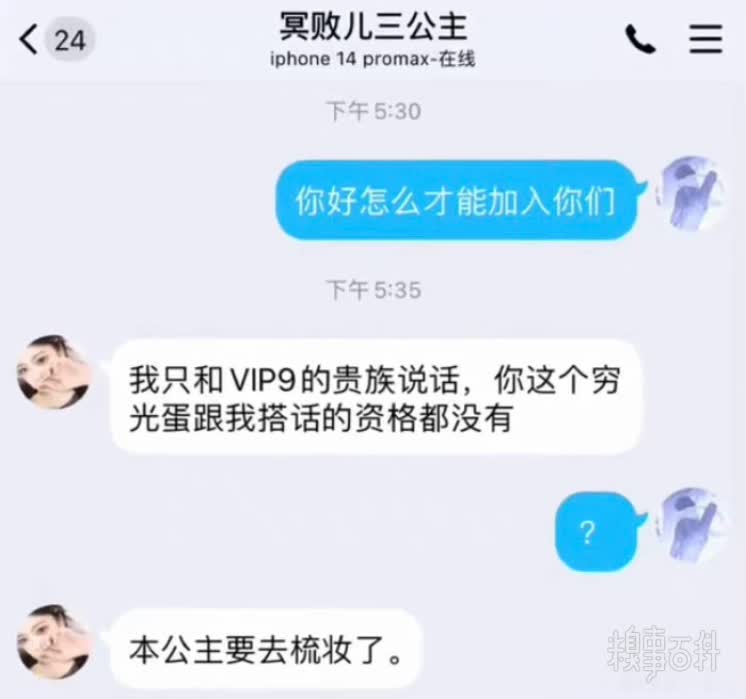 24
冥败儿三公主
iphone 14 promax-在线
下午 5:30
你好怎么才能加入你们
下午 5:35
我只和VIP9的贵族说话，你这个穷
光蛋跟我搭话的资格都没有
?
本公主要去梳妆了。
糗事百科